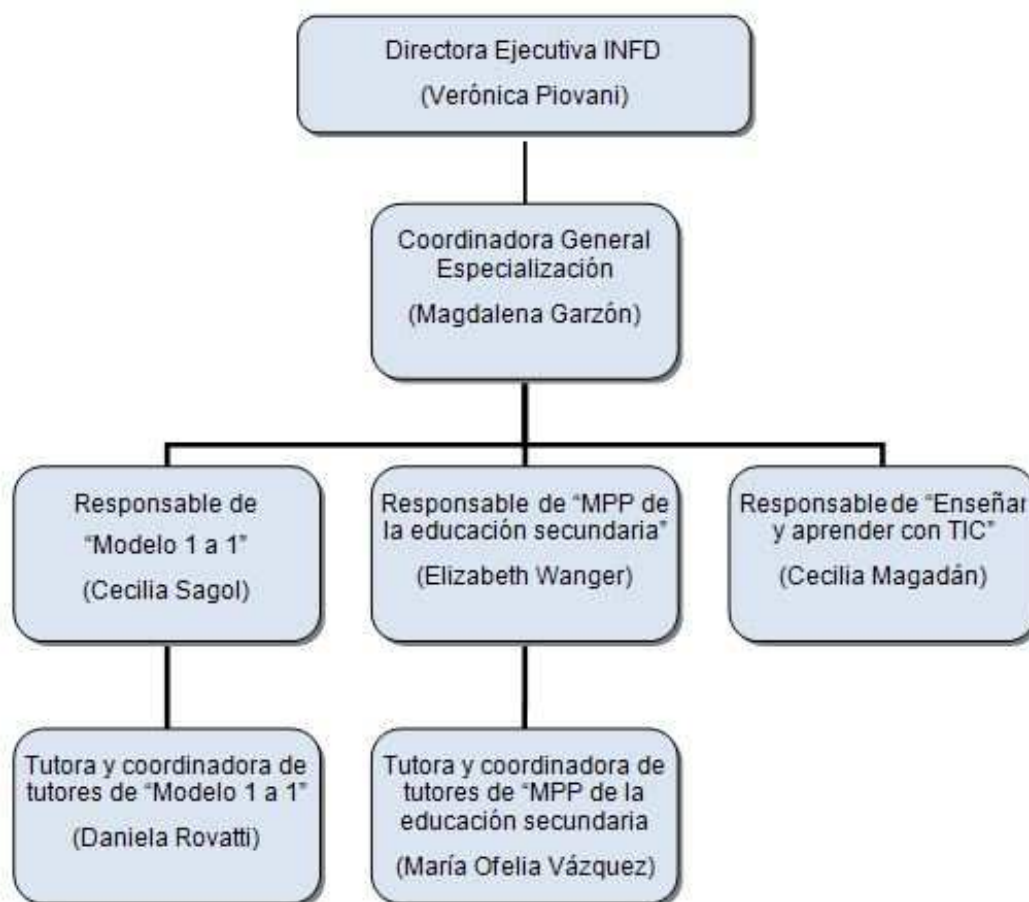 Directora Ejecutiva INFD
(Verónica Piovani)
Coordinadora General
Especialización
(Magdalena Garzón)
Responsable de
“Modelo 1 a 1”
(Cecilia Sagol)
Responsable de “MPP de
la educación secundaria”
(Elizabeth Wanger)
Responsable de “Enseñar
y aprender con TIC”
(Cecilia Magadán)
Tutora y coordinadora de
tutores de “Modelo 1 a 1”
(Daniela Rovatti)
Tutora y coordinadora de
tutores de “MPP de la
educación secundaria
(María Ofelia Vázquez)